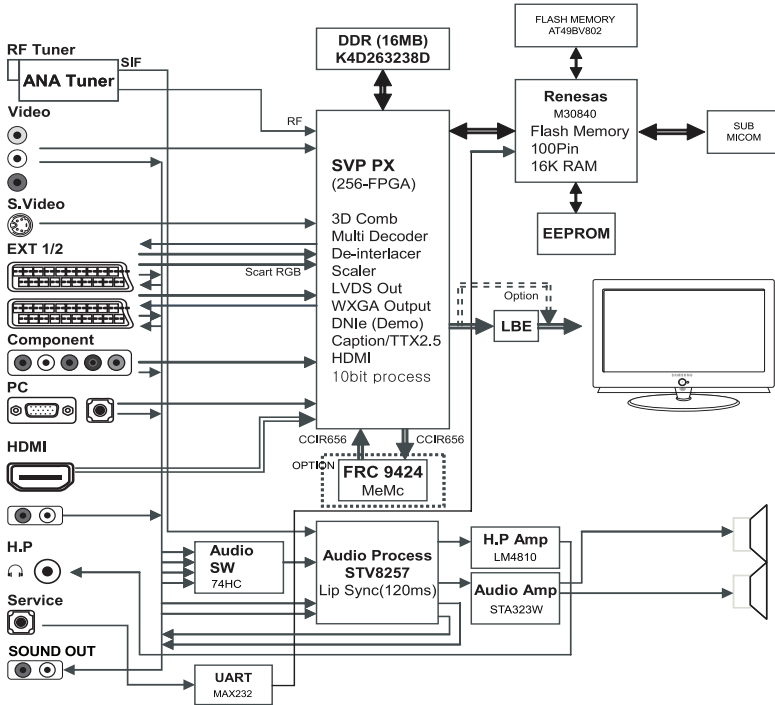 RF Tuner
SIF
ANA Tuner
RF
Video
S.Video
EXT 1/2
Scart RGB
Component
PC
HDMI
H.P
Service
SOUND OUT
DDR (16MB)
K4D263238D
SVP PX
(256-FPGA)
3D Comb
Multi Decoder
De-interlacer
Scaler
LVDS Out
WXGA Output
DNIe (Demo)
Caption/TTX2.5
HDMI
10bit process
FLASH MEMORY
AT49BV802
Renesas
M30840
Flash Memory
100Pin
16K RAM
SUB
MICOM
EEPROM
Option
LBE
SAMSUNG
CCIR656
CCIR656
OPTION
FRC 9424
MeMc
Audio
SW
74HC
Audio Process
STV8257
Lip Sync(120ms)
H.P Amp
LM4810
Audio Amp
STA323W
UART
MAX232